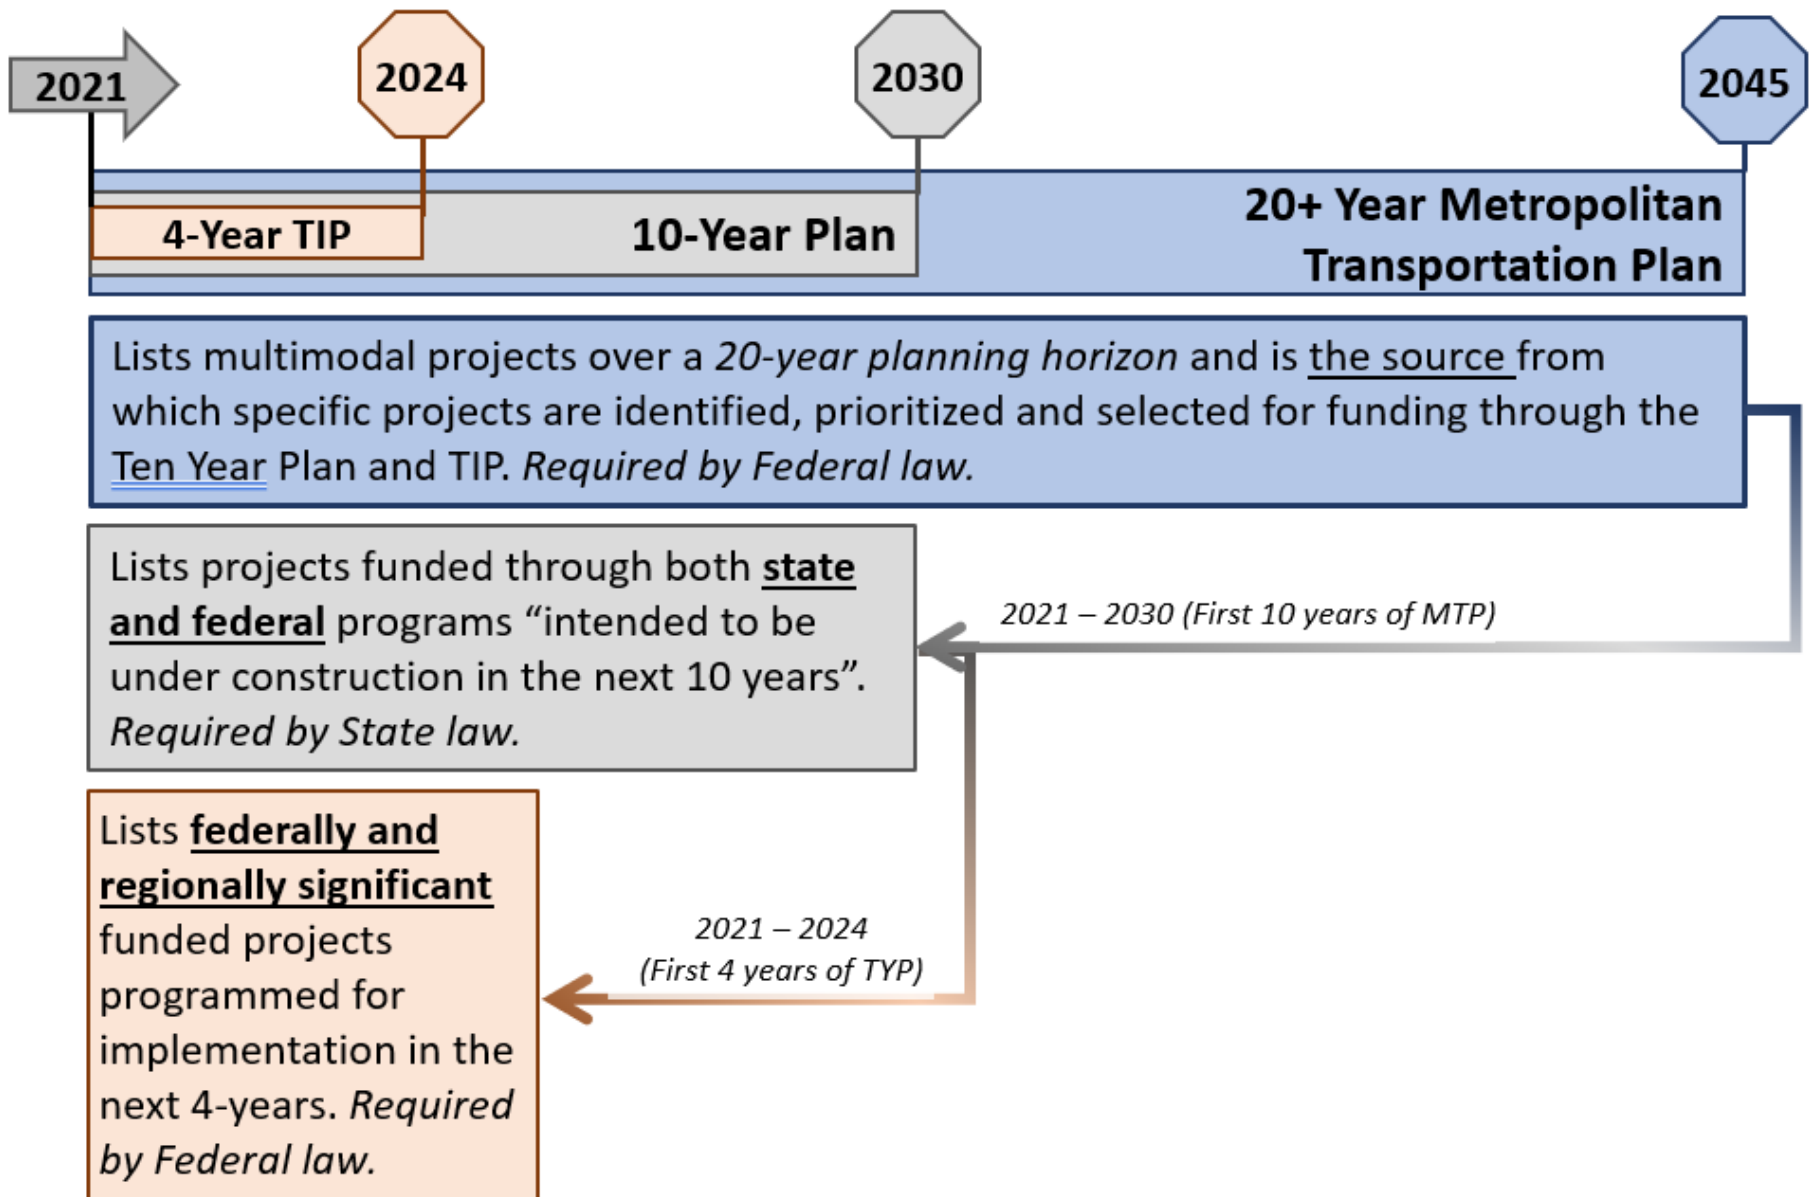 2021
2024
2030
2045
4-Year TIP
10-Year Plan
20+ Year Metropolitan
Transportation Plan
Lists multimodal projects over a 20-year planning horizon and is the source from
which specific projects are identified, prioritized and selected for funding through the
Ten Year Plan and TIP. Required by Federal law.
Lists projects funded through both state
and federal programs “intended to be
under construction in the next 10 years”.
Required by State law.
2021 – 2030 (First 10 years of MTP)
Lists federally and
regionally significant
funded projects
programmed for
implementation in the
next 4-years. Required
by Federal law.
2021 – 2024
(First 4 years of TYP)